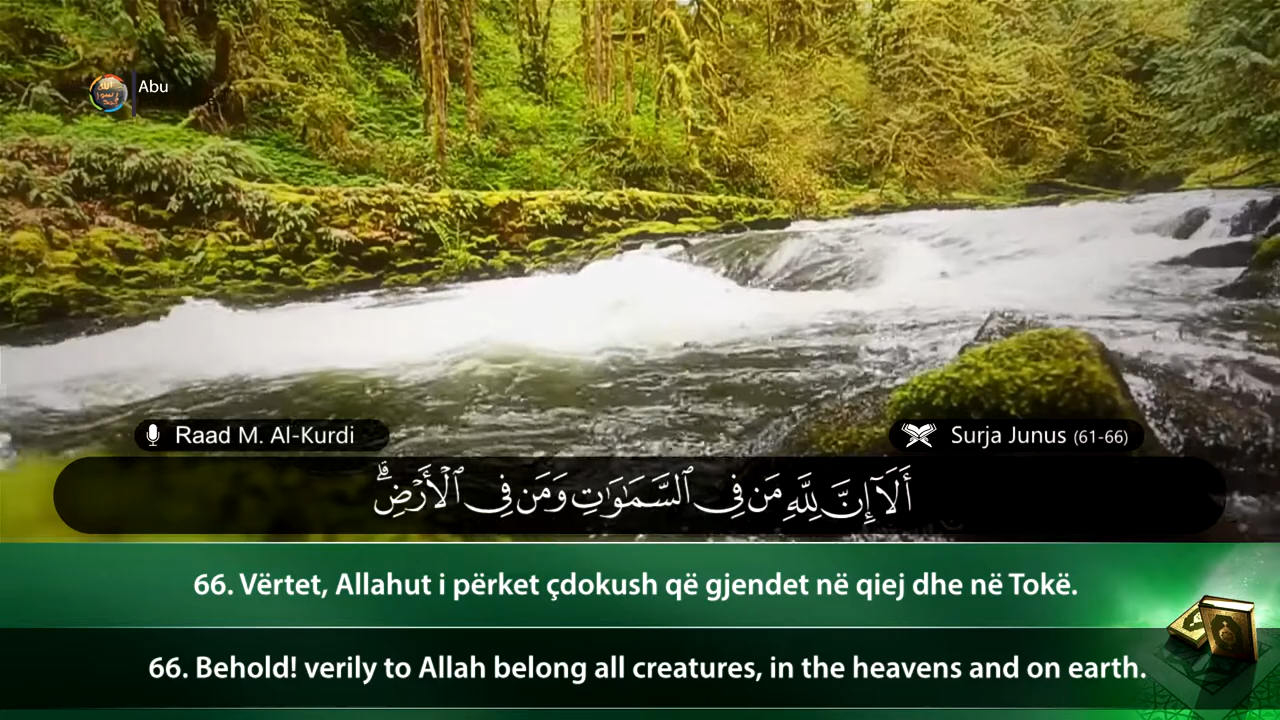 Abu
Raad M. Al-Kurdi
Surja Junus (61-66)
أَلَآ إِنَّ لِلَّهِ مَن فِى ٱلسَّمَـٰوَٰتِ وَمَن فِى ٱلْأَرْضِ ۗ
66. Vërtet, Allahut i përket çdokush që gjendet në qiej dhe në Tokë.
66. Behold! verily to Allah belong all creatures, in the heavens and on earth.